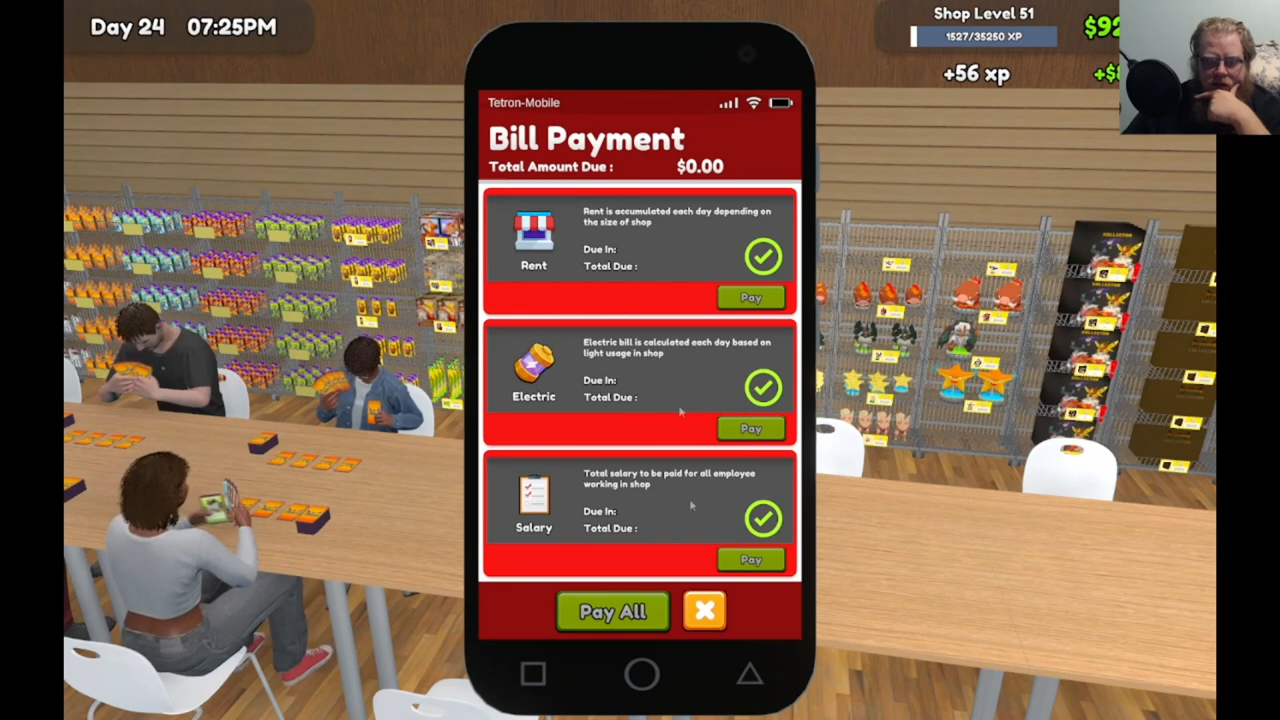 Day 24 07:25PM
Shop Level 51
1527/35250 XP
+56 xp
Tetron-Mobile
Bill Payment
Total Amount Due : $0.00
Rent is accumulated each day depending on
the size of shop
Due In:
Total Due :
Rent
Pay
Electric bill is calculated each day based on
light usage in shop
Due In:
Total Due :
Electric
Pay
Total salary to be paid for all employee
working in shop
Due In:
Total Due :
Salary
Pay
Pay All
COLLECTOR